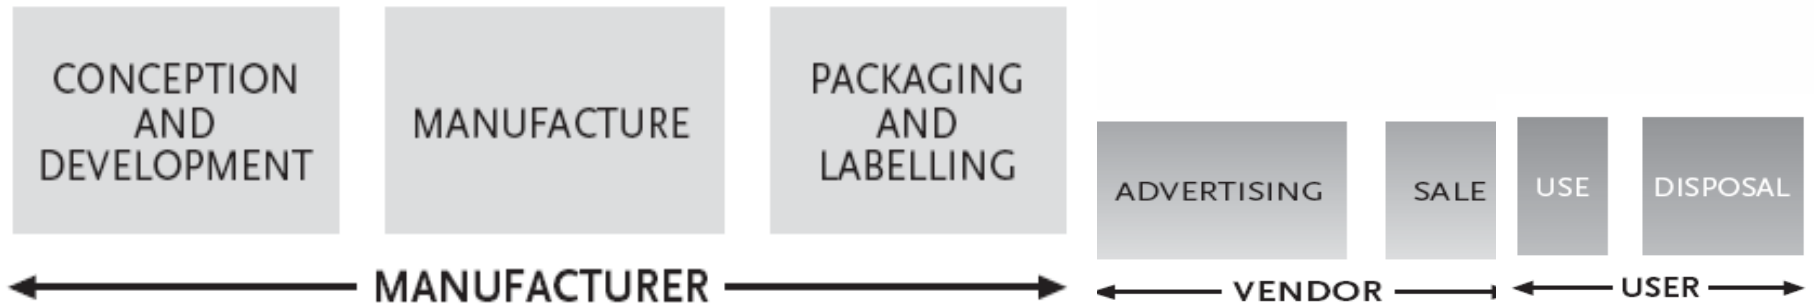 CONCEPTION
AND
DEVELOPMENT
MANUFACTURE
PACKAGING
AND
LABELLING
ADVERTISING
SALE
USE
DISPOSAL
MANUFACTURER
VENDOR
USER